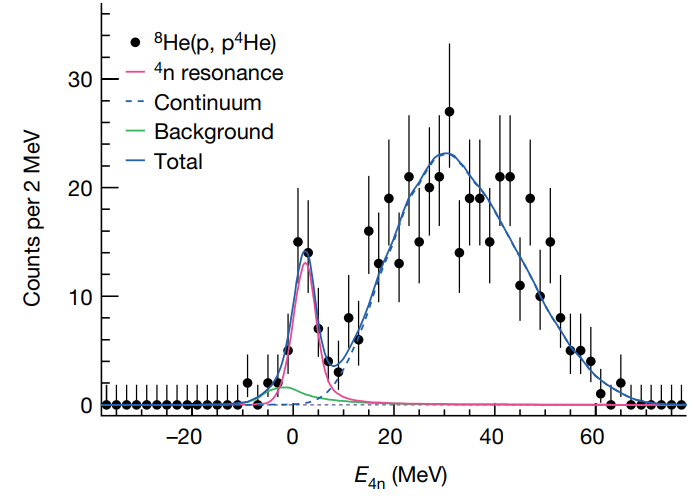 ⁸He(p, p⁴He)
⁴n resonance
Continuum
Background
Total
30
20
10
0
Counts per 2 MeV
−20 0 20 40 60
E₄ₙ (MeV)